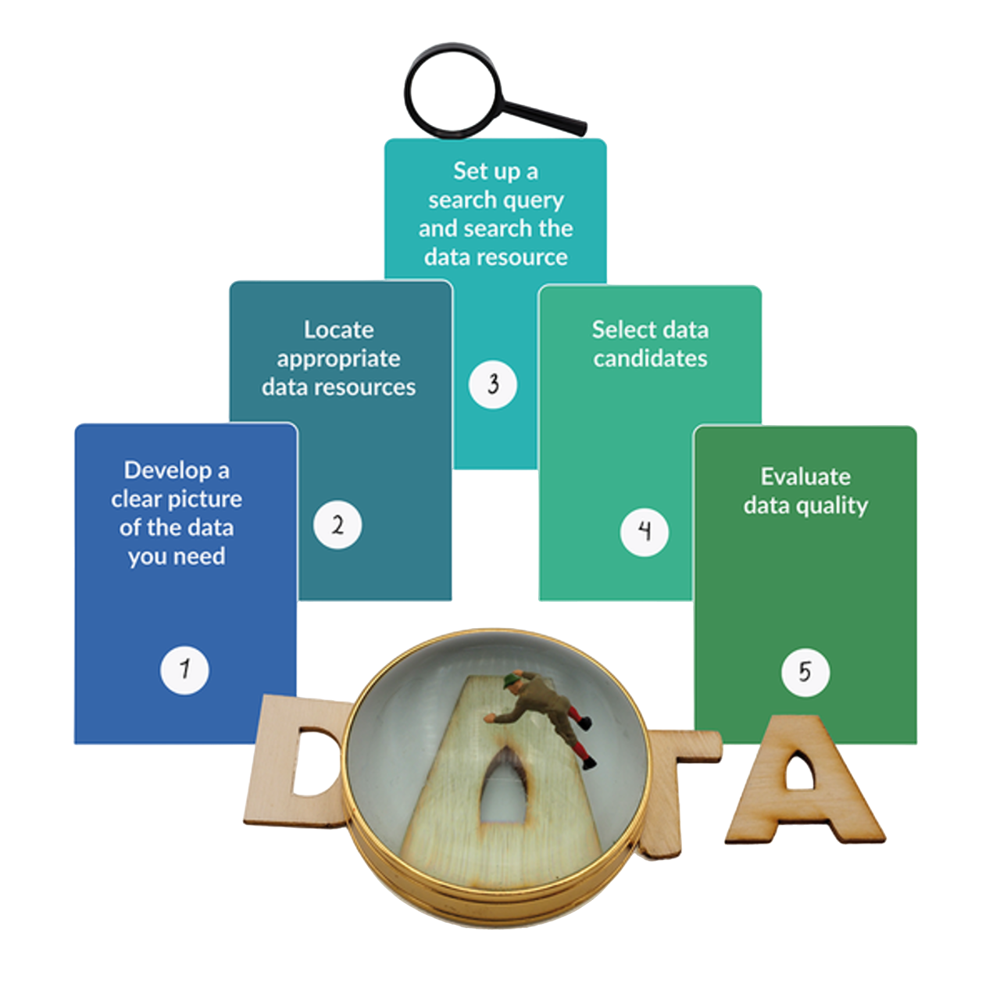 Develop a
clear picture
of the data
you need
1
Locate
appropriate
data resources
2
Set up a
search query
and search the
data resource
3
Select data
candidates
4
Evaluate
data quality
5
DATA